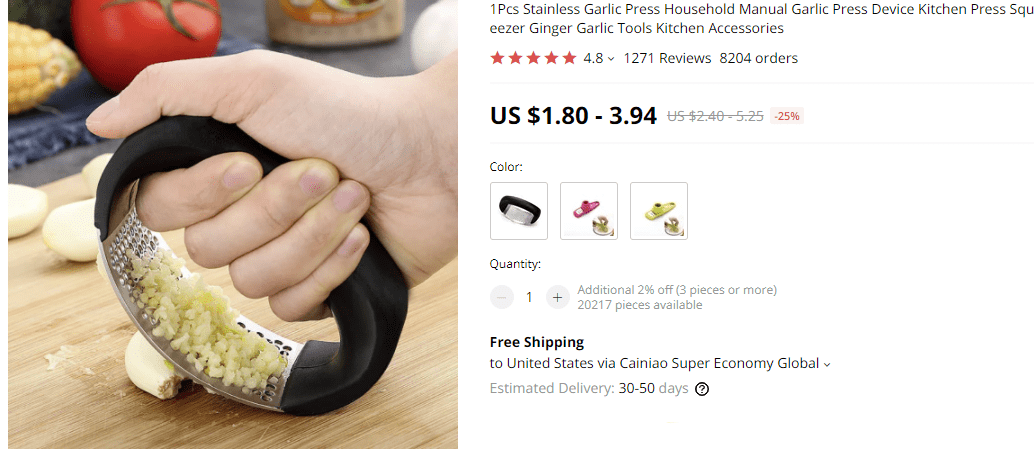 1Pcs Stainless Garlic Press Household Manual Garlic Press Device Kitchen Press Squ
eezer Ginger Garlic Tools Kitchen Accessories
4.8 1271 Reviews 8204 orders
US $1.80 - 3.94 US $2.40 - 5.25 -25%
Color:
Quantity:
1 Additional 2% off (3 pieces or more)
20217 pieces available
Free Shipping
to United States via Cainiao Super Economy Global
Estimated Delivery: 30-50 days